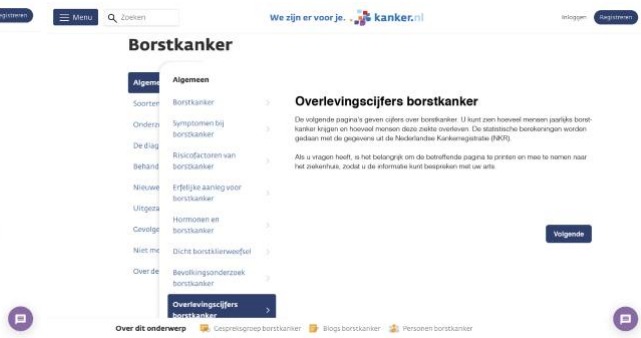 egistreren
Menu
Zoeken
We zijn er voor je.
kanker.nl
Inloggen
Registreren
Borstkanker
Algeme
Soorten
Onderzo
De diag
Behand
Nieuwe
Uitgeza
Gevolge
Niet me
Over de
Algemeen
Borstkanker
Symptomen bij
borstkanker
Risicofactoren van
borstkanker
Erfelijke aanleg voor
borstkanker
Hormonen en
borstkanker
Dicht borstklierweefsel
Bevolkingsonderzoek
borstkanker
Overlevingscijfers
borstkanker
Overlevingscijfers borstkanker
De volgende pagina's geven cijfers over borstkanker. U kunt zien hoeveel mensen jaarlijks borst-
kanker krijgen en hoeveel mensen deze ziekte overleven. De statistische berekeningen worden
gedaan met de gegevens uit de Nederlandse Kankerregistratie (NKR).
Als u vragen heeft, is het belangrijk om de betreffende pagina te printen en mee te nemen naar
het ziekenhuis, zodat u de informatie kunt bespreken met uw arts.
Volgende
Over dit onderwerp
Gespreksgroep borstkanker
Blogs borstkanker
Personen borstkanker